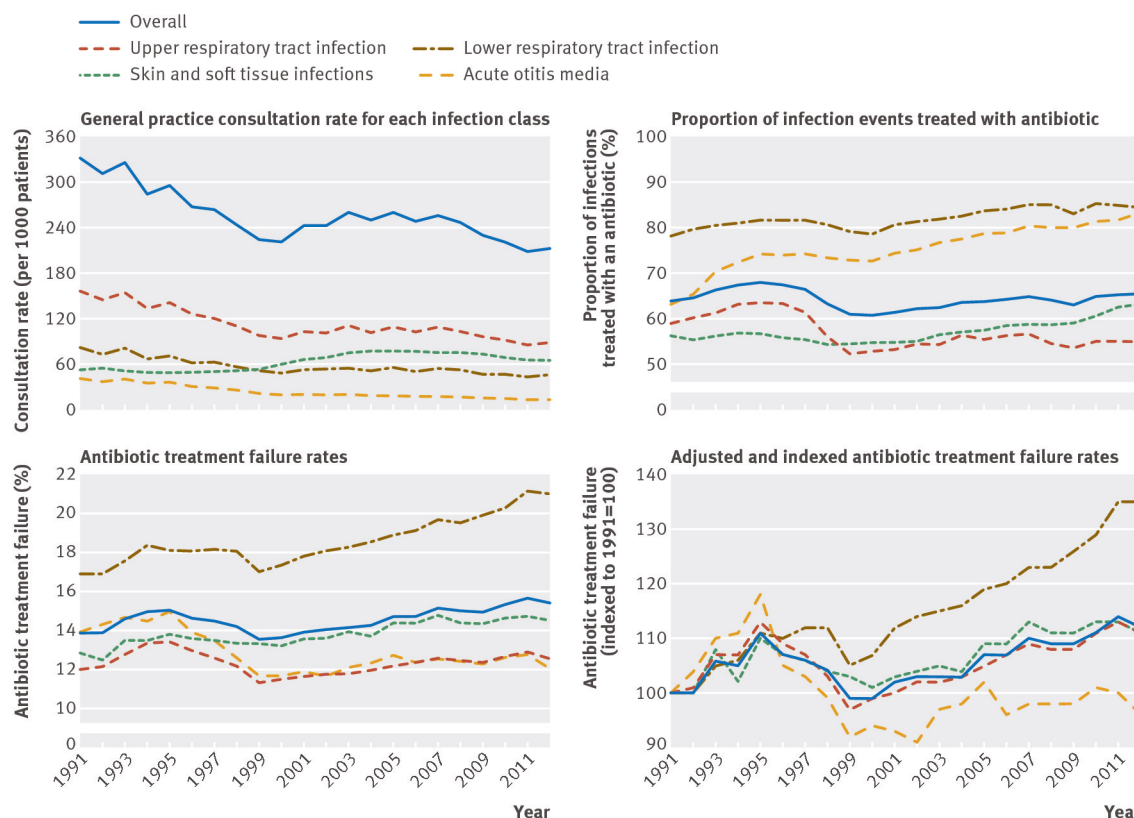 Overall
Upper respiratory tract infection
Lower respiratory tract infection
Skin and soft tissue infections
Acute otitis media
General practice consultation rate for each infection class
Consultation rate (per 1000 patients)
360
300
240
180
120
60
0
Proportion of infection events treated with antibiotic
Proportion of infections
treated with an antibiotic (%)
100
90
80
70
60
50
0
Antibiotic treatment failure rates
Antibiotic treatment failure (%)
22
20
18
16
14
12
10
0
1991
1993
1995
1997
1999
2001
2003
2005
2007
2009
2011
Year
Adjusted and indexed antibiotic treatment failure rates
Antibiotic treatment failure
(indexed to 1991=100)
140
130
120
110
100
90
1991
1993
1995
1997
1999
2001
2003
2005
2007
2009
2011
Year